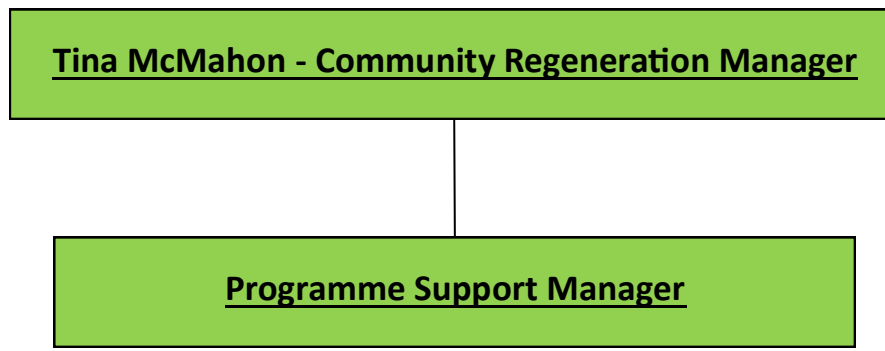 Tina McMahon - Community Regeneration Manager
Programme Support Manager